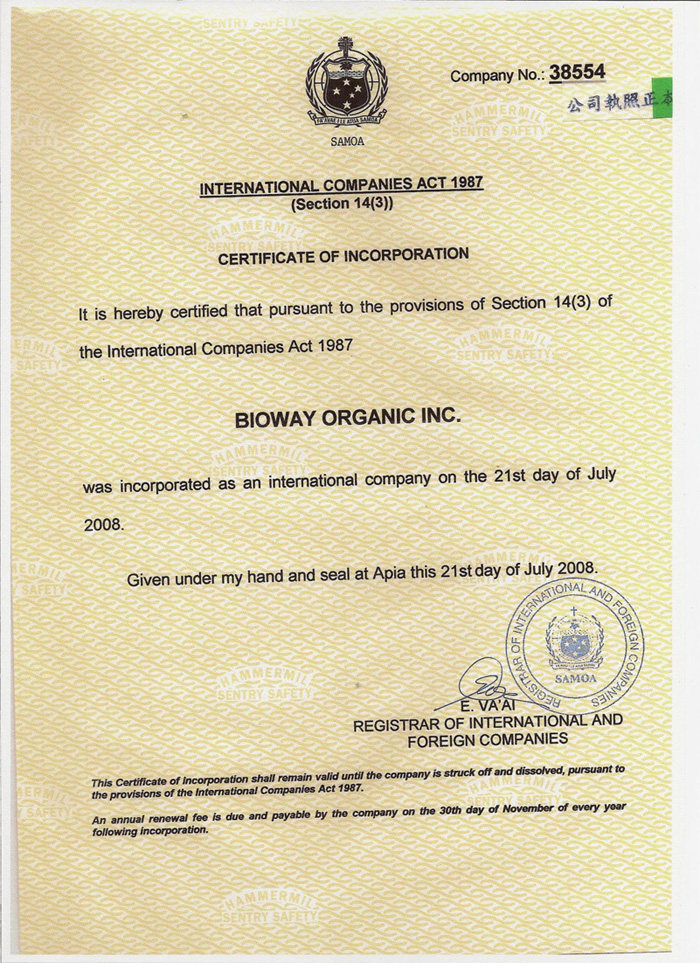 Company No.: 38554
公司執照正本
SAMOA
INTERNATIONAL COMPANIES ACT 1987
(Section 14(3))
CERTIFICATE OF INCORPORATION
It is hereby certified that pursuant to the provisions of Section 14(3) of
the International Companies Act 1987
BIOWAY ORGANIC INC.
was incorporated as an international company on the 21st day of July
2008.
Given under my hand and seal at Apia this 21st day of July 2008.
REGISTRAR OF INTERNATIONAL AND FOREIGN COMPANIES
SAMOA
E. VA'AI
REGISTRAR OF INTERNATIONAL AND
FOREIGN COMPANIES
This Certificate of Incorporation shall remain valid until the company is struck off and dissolved, pursuant to
the provisions of the International Companies Act 1987.
An annual renewal fee is due and payable by the company on the 30th day of November of every year
following incorporation.
HAMMERMIL
SENTRY SAFETY